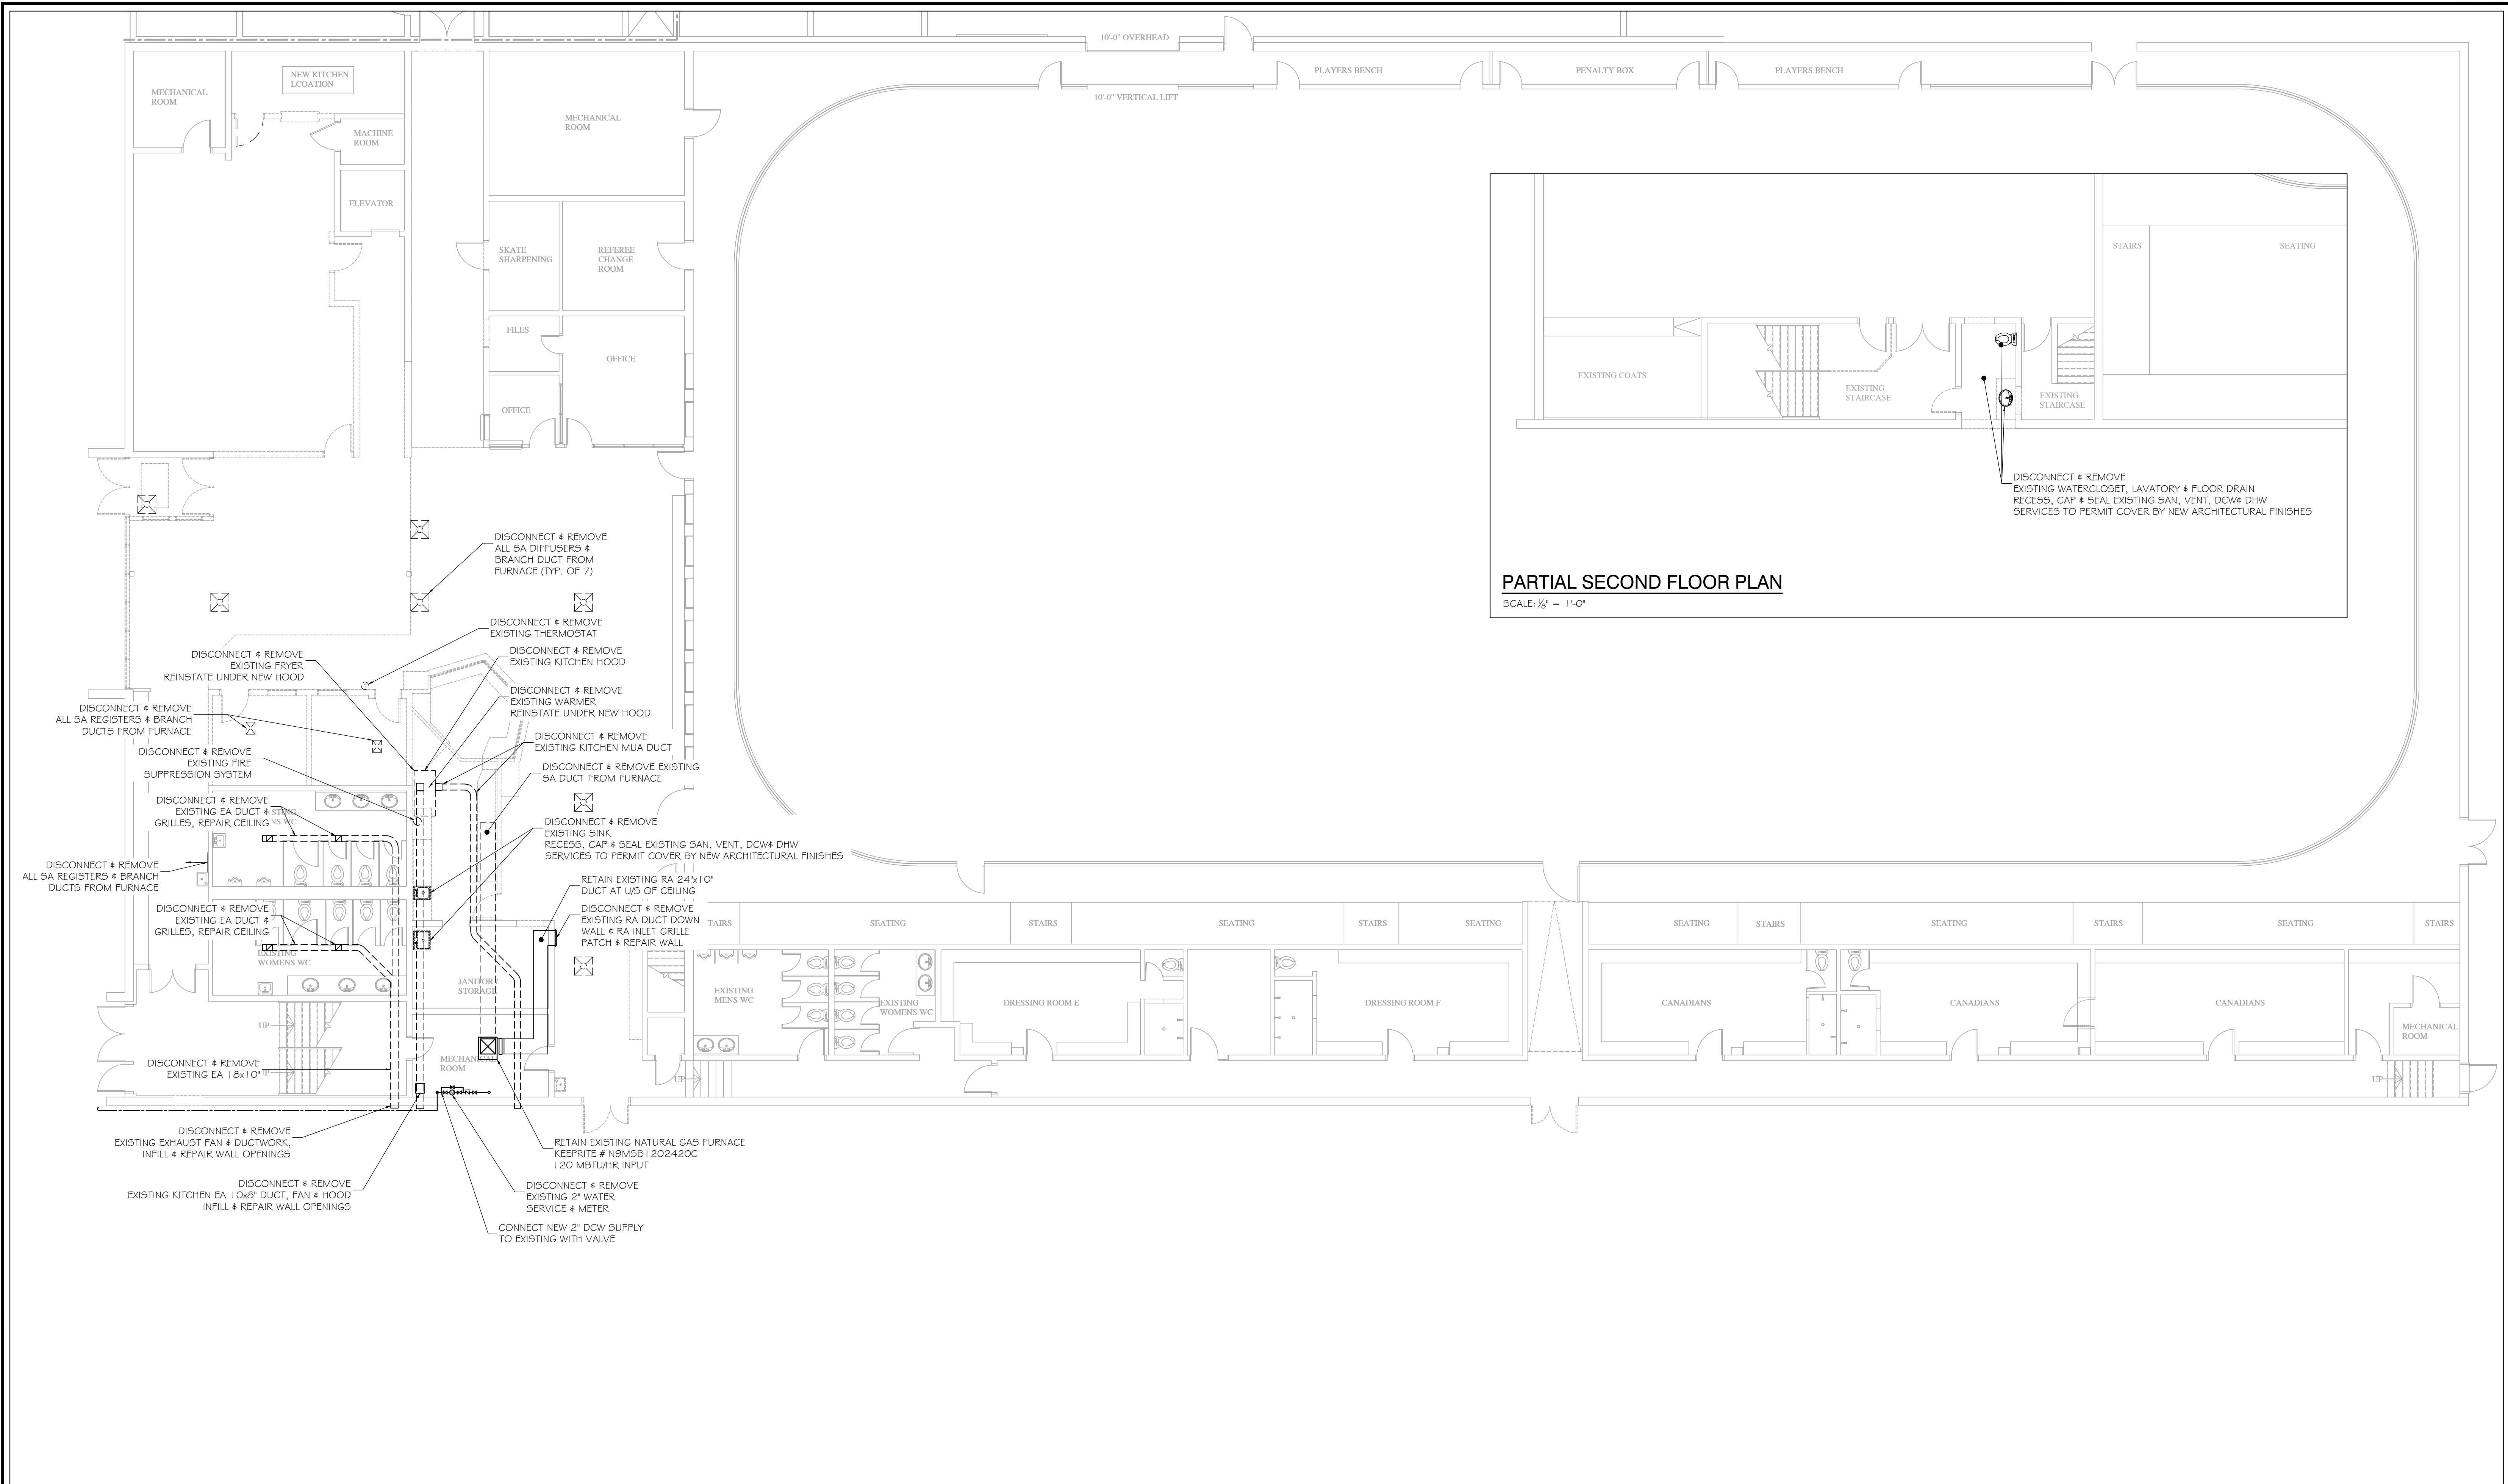 10'-0" OVERHEAD
PLAYERS BENCH
PENALTY BOX
PLAYERS BENCH
10'-0" VERTICAL LIFT
NEW KITCHEN
LCOATION
MECHANICAL
ROOM
MACHINE
ROOM
ELEVATOR
MECHANICAL
ROOM
SKATE
SHARPENING
REFEREE
CHANGE
ROOM
FILES
OFFICE
OFFICE
STAIRS
SEATING
EXISTING COATS
EXISTING
STAIRCASE
EXISTING
STAIRCASE
DISCONNECT & REMOVE
EXISTING WATERCLOSET, LAVATORY & FLOOR DRAIN
RECESS, CAP & SEAL EXISTING SAN, VENT, DCW& DHW
SERVICES TO PERMIT COVER BY NEW ARCHITECTURAL FINISHES
PARTIAL SECOND FLOOR PLAN
SCALE: 1/8" = 1'-0"
DISCONNECT & REMOVE
ALL SA DIFFUSERS &
BRANCH DUCT FROM
FURNACE (TYP. OF 7)
DISCONNECT & REMOVE
EXISTING THERMOSTAT
DISCONNECT & REMOVE
EXISTING FRYER
REINSTATE UNDER NEW HOOD
DISCONNECT & REMOVE
EXISTING KITCHEN HOOD
DISCONNECT & REMOVE
EXISTING WARMER
REINSTATE UNDER NEW HOOD
DISCONNECT & REMOVE
ALL SA REGISTERS & BRANCH
DUCTS FROM FURNACE
DISCONNECT & REMOVE
EXISTING KITCHEN MUA DUCT
DISCONNECT & REMOVE
EXISTING FIRE
SUPPRESSION SYSTEM
DISCONNECT & REMOVE EXISTING
SA DUCT FROM FURNACE
DISCONNECT & REMOVE
EXISTING EA DUCT &
GRILLES, REPAIR CEILING
STING
NS WC
DISCONNECT & REMOVE
EXISTING SINK
RECESS, CAP & SEAL EXISTING SAN, VENT, DCW& DHW
SERVICES TO PERMIT COVER BY NEW ARCHITECTURAL FINISHES
DISCONNECT & REMOVE
ALL SA REGISTERS & BRANCH
DUCTS FROM FURNACE
RETAIN EXISTING RA 24"x10"
DUCT AT U/S OF CEILING
DISCONNECT & REMOVE
EXISTING EA DUCT &
GRILLES, REPAIR CEILING
DISCONNECT & REMOVE
EXISTING RA DUCT DOWN
WALL & RA INLET GRILLE
PATCH & REPAIR WALL
EXISTING
WOMENS WC
JANITOR /
STORAGE
TAIRS
SEATING
STAIRS
SEATING
STAIRS
SEATING
SEATING
STAIRS
SEATING
STAIRS
SEATING
STAIRS
EXISTING
MENS WC
EXISTING
WOMENS WC
DRESSING ROOM E
DRESSING ROOM F
CANADIANS
CANADIANS
CANADIANS
MECHANICAL
ROOM
UP
UP
MECHANICAL
ROOM
UP
UP
DISCONNECT & REMOVE
EXISTING EA 18x10"
DISCONNECT & REMOVE
EXISTING EXHAUST FAN & DUCTWORK,
INFILL & REPAIR WALL OPENINGS
RETAIN EXISTING NATURAL GAS FURNACE
KEEPRITE # N9MSB1202420C
120 MBTU/HR INPUT
DISCONNECT & REMOVE
EXISTING KITCHEN EA 10x8" DUCT, FAN & HOOD
INFILL & REPAIR WALL OPENINGS
DISCONNECT & REMOVE
EXISTING 2" WATER
SERVICE & METER
CONNECT NEW 2" DCW SUPPLY
TO EXISTING WITH VALVE